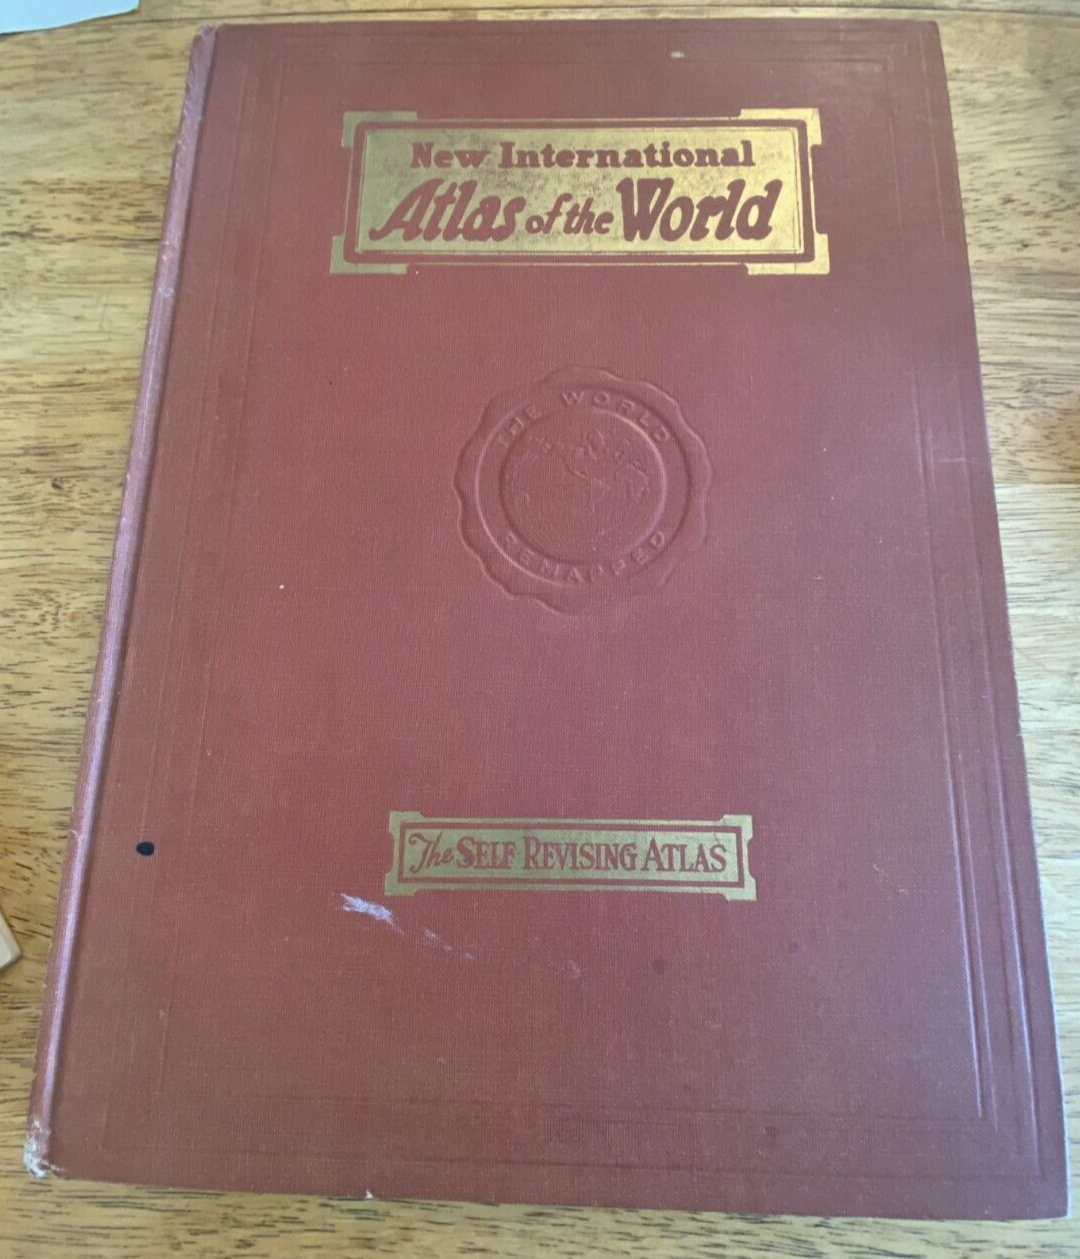 New International
Atlas of the World
THE WORLD
REMAPPED
The SELF REVISING ATLAS